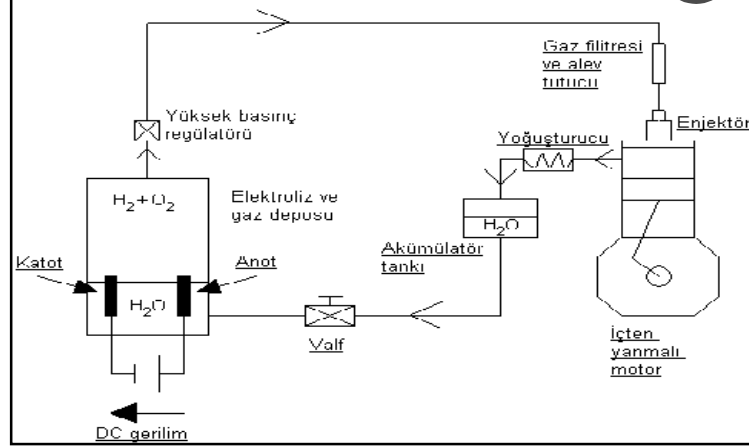 Gaz filitresi
ve alev
tutucu
Yüksek basınç
regülatörü
Enjektör
Yoğuşturucu
H₂+O₂
Elektroliz ve
gaz deposu
H₂O
Akümülatör
tankı
Katot
Anot
H₂O
Valf
İçten
yanmalı
motor
DC gerilim